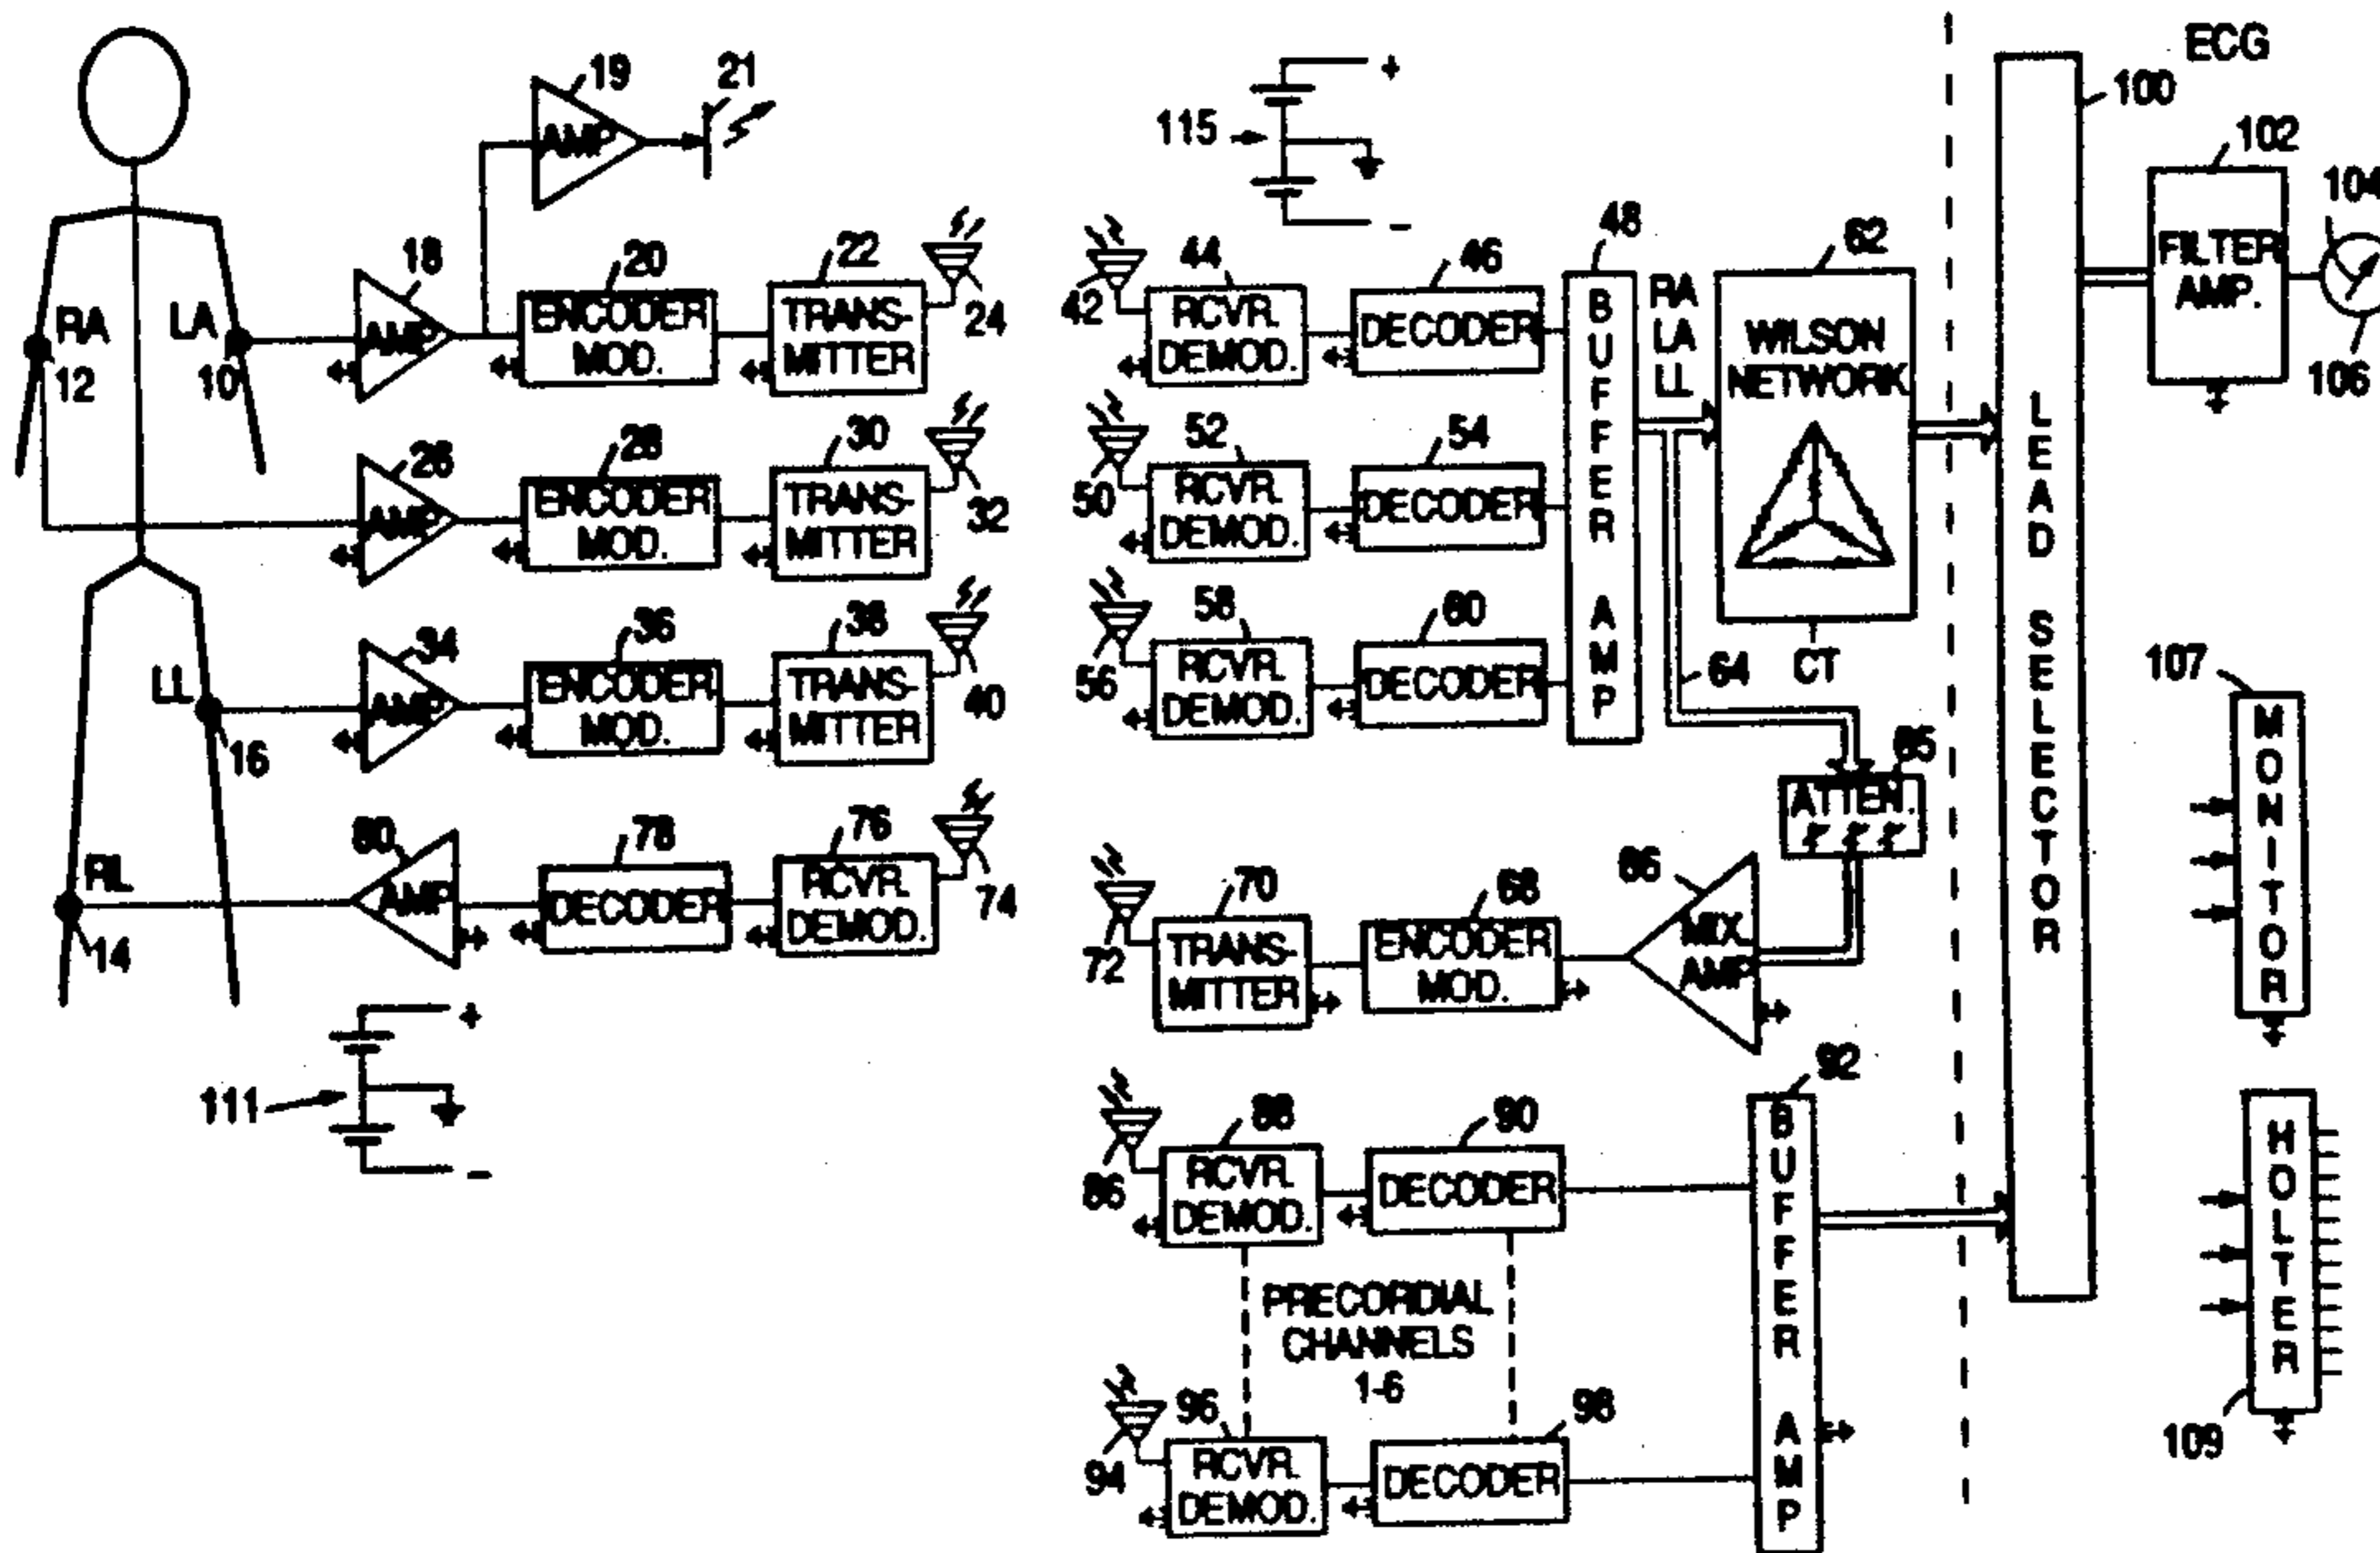 ECG
19
21
AMP
115
+
-
100
102
FILTER
AMP.
104
106
18
AMP
20
ENCODER
MOD.
22
TRANS-
MITTER
24
42
44
RCVR.
DEMOD.
46
DECODER
48
BUFFER AMP
RA
LA
LL
62
WILSON
NETWORK
CT
64
LEAD SELECTOR
RA
12
LA
10
26
AMP
28
ENCODER
MOD.
30
TRANS-
MITTER
32
50
52
RCVR.
DEMOD.
54
DECODER
LL
16
34
AMP
36
ENCODER
MOD.
38
TRANS-
MITTER
40
56
58
RCVR.
DEMOD.
60
DECODER
65
ATTEN.
107
MONITOR
RL
14
80
AMP
78
DECODER
76
RCVR.
DEMOD.
74
72
70
TRANS-
MITTER
68
ENCODER
MOD.
66
MIX.
AMP
111
+
-
86
88
RCVR.
DEMOD.
90
DECODER
92
BUFFER AMP
PRECORDIAL
CHANNELS
1-6
94
96
RCVR.
DEMOD.
98
DECODER
HOLTER
109